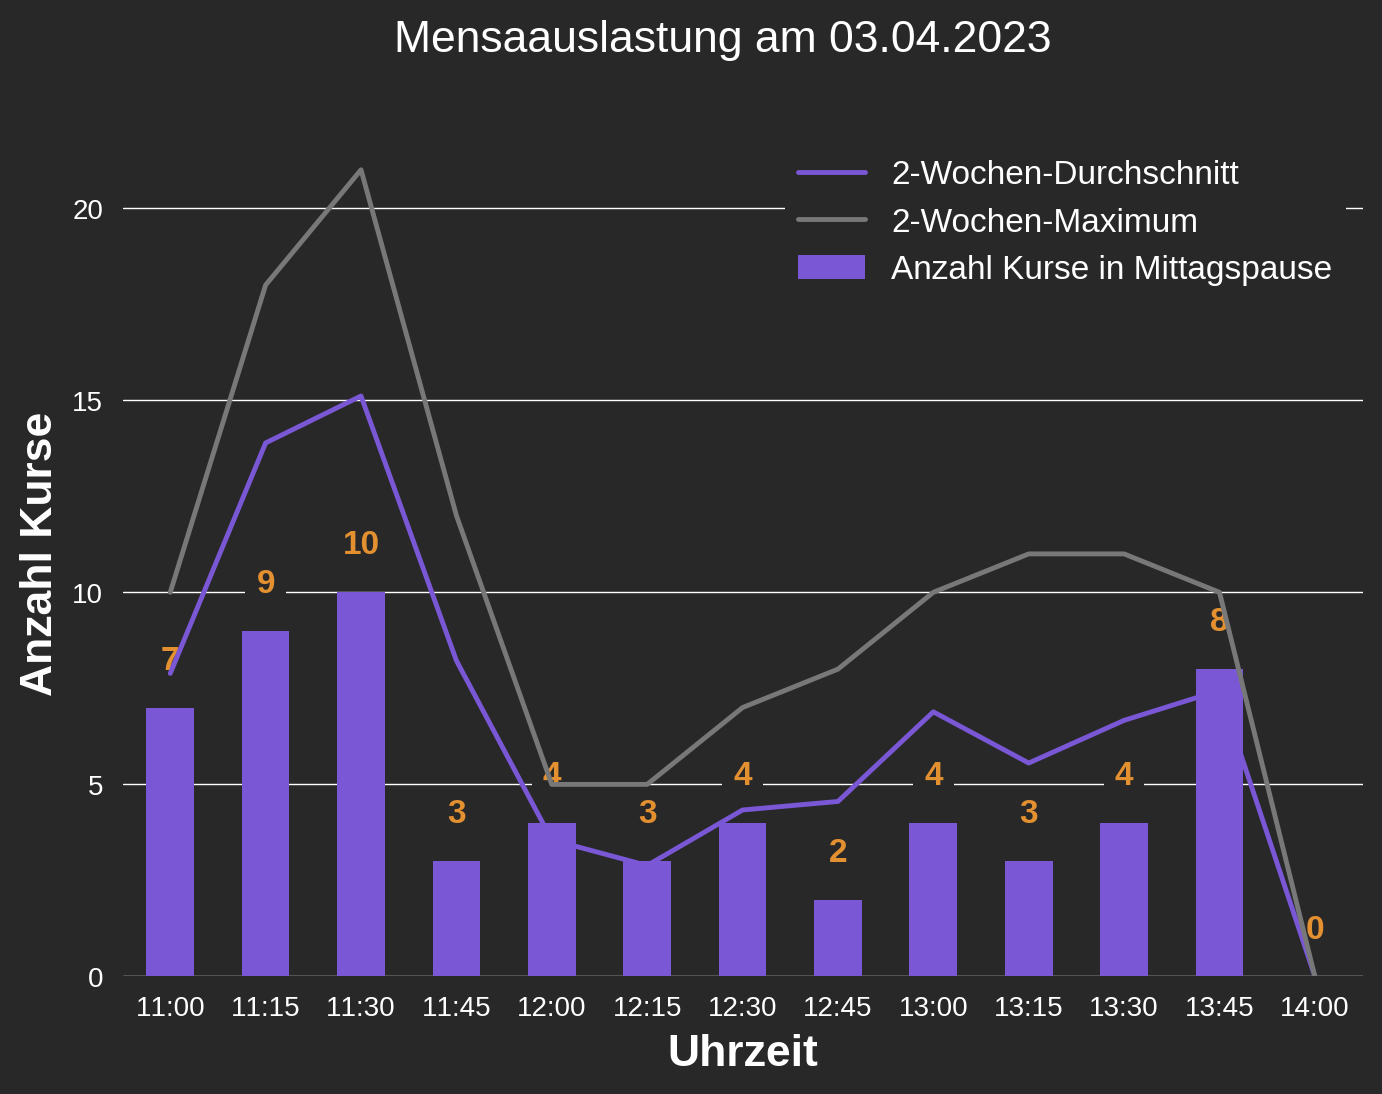 Mensaauslastung am 03.04.2023
2-Wochen-Durchschnitt
2-Wochen-Maximum
Anzahl Kurse in Mittagspause
Anzahl Kurse
20
15
10
5
0
7
9
10
3
4
3
4
2
4
3
4
8
0
11:00 11:15 11:30 11:45 12:00 12:15 12:30 12:45 13:00 13:15 13:30 13:45 14:00
Uhrzeit